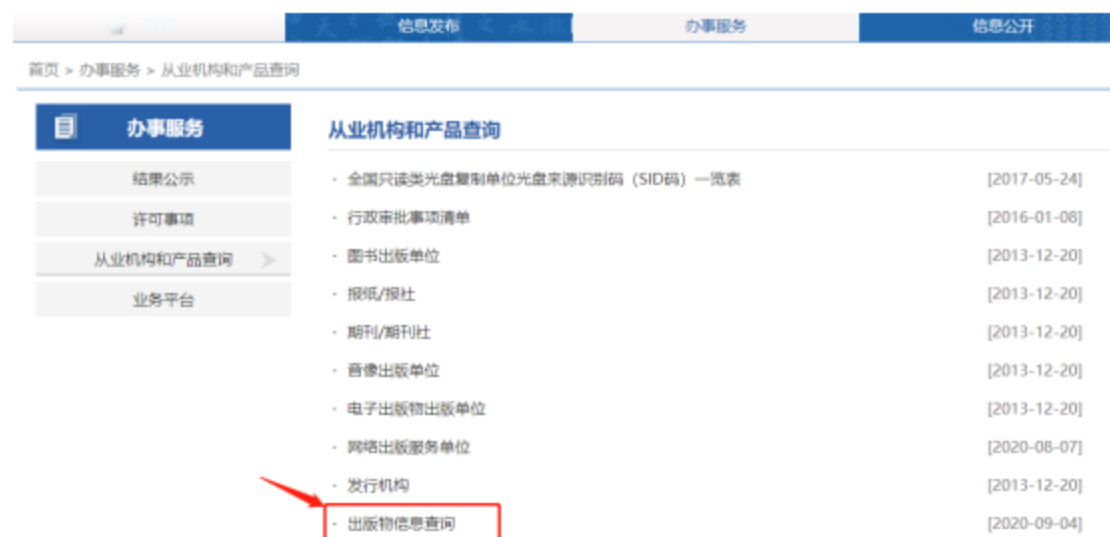 信息发布 办事服务 信息公开
首页 > 办事服务 > 从业机构和产品查询
办事服务
结果公示
许可事项
从业机构和产品查询
业务平台
从业机构和产品查询
· 全国只读类光盘复制单位光盘来源识别码（SID码）一览表 [2017-05-24]
· 行政审批事项清单 [2016-01-08]
· 图书出版单位 [2013-12-20]
· 报纸/报社 [2013-12-20]
· 期刊/期刊社 [2013-12-20]
· 音像出版单位 [2013-12-20]
· 电子出版物出版单位 [2013-12-20]
· 网络出版服务单位 [2020-08-07]
· 发行机构 [2013-12-20]
· 出版物信息查询 [2020-09-04]